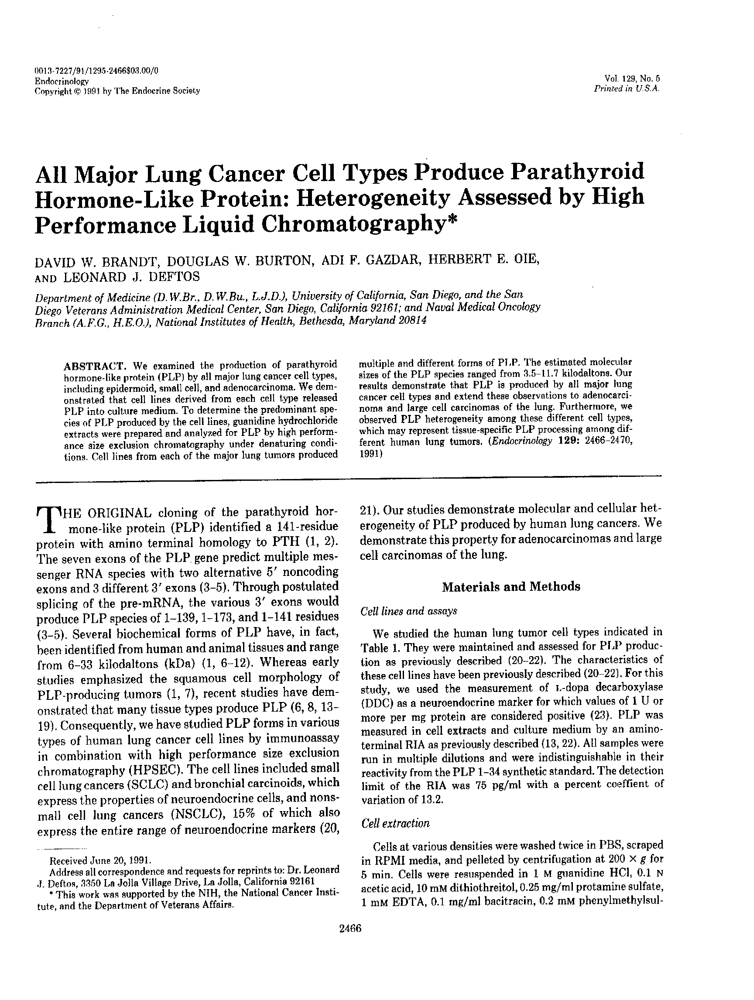 0013-7227/91/1295-2466$03.00/0
Endocrinology
Copyright © 1991 by The Endocrine Society
Vol. 129, No. 5
Printed in U.S.A.
All Major Lung Cancer Cell Types Produce Parathyroid
Hormone-Like Protein: Heterogeneity Assessed by High
Performance Liquid Chromatography*
DAVID W. BRANDT, DOUGLAS W. BURTON, ADI F. GAZDAR, HERBERT E. OIE,
AND LEONARD J. DEFTOS
Department of Medicine (D.W.Br., D.W.Bu., L.J.D.), University of California, San Diego, and the San
Diego Veterans Administration Medical Center, San Diego, California 92161; and Naval Medical Oncology
Branch (A.F.G., H.E.O.), National Institutes of Health, Bethesda, Maryland 20814
ABSTRACT. We examined the production of parathyroid
hormone-like protein (PLP) by all major lung cancer cell types,
including epidermoid, small cell, and adenocarcinoma. We dem-
onstrated that cell lines derived from each cell type released
PLP into culture medium. To determine the predominant spe-
cies of PLP produced by the cell lines, guanidine hydrochloride
extracts were prepared and analyzed for PLP by high perform-
ance size exclusion chromatography under denaturing condi-
tions. Cell lines from each of the major lung tumors produced
multiple and different forms of PLP. The estimated molecular
sizes of the PLP species ranged from 3.5-11.7 kilodaltons. Our
results demonstrate that PLP is produced by all major lung
cancer cell types and extend these observations to adenocarci-
noma and large cell carcinomas of the lung. Furthermore, we
observed PLP heterogeneity among these different cell types,
which may represent tissue-specific PLP processing among dif-
ferent human lung tumors. (Endocrinology 129: 2466-2470,
1991)
THE ORIGINAL cloning of the parathyroid hor-
mone-like protein (PLP) identified a 141-residue
protein with amino terminal homology to PTH (1, 2).
The seven exons of the PLP gene predict multiple mes-
senger RNA species with two alternative 5′ noncoding
exons and 3 different 3′ exons (3-5). Through postulated
splicing of the pre-mRNA, the various 3′ exons would
produce PLP species of 1-139, 1-173, and 1-141 residues
(3-5). Several biochemical forms of PLP have, in fact,
been identified from human and animal tissues and range
from 6-33 kilodaltons (kDa) (1, 6-12). Whereas early
studies emphasized the squamous cell morphology of
PLP-producing tumors (1, 7), recent studies have dem-
onstrated that many tissue types produce PLP (6, 8, 13-
19). Consequently, we have studied PLP forms in various
types of human lung cancer cell lines by immunoassay
in combination with high performance size exclusion
chromatography (HPSEC). The cell lines included small
cell lung cancers (SCLC) and bronchial carcinoids, which
express the properties of neuroendocrine cells, and nons-
mall cell lung cancers (NSCLC), 15% of which also
express the entire range of neuroendocrine markers (20,
Received June 20, 1991.
Address all correspondence and requests for reprints to: Dr. Leonard
J. Deftos, 3350 La Jolla Village Drive, La Jolla, California 92161
* This work was supported by the NIH, the National Cancer Insti-
tute, and the Department of Veterans Affairs.
21). Our studies demonstrate molecular and cellular het-
erogeneity of PLP produced by human lung cancers. We
demonstrate this property for adenocarcinomas and large
cell carcinomas of the lung.
Materials and Methods
Cell lines and assays
We studied the human lung tumor cell types indicated in
Table 1. They were maintained and assessed for PLP produc-
tion as previously described (20-22). The characteristics of
these cell lines have been previously described (20-22). For this
study, we used the measurement of L-dopa decarboxylase
(DDC) as a neuroendocrine marker for which values of 1 U or
more per mg protein are considered positive (23). PLP was
measured in cell extracts and culture medium by an amino-
terminal RIA as previously described (13, 22). All samples were
run in multiple dilutions and were indistinguishable in their
reactivity from the PLP 1-34 synthetic standard. The detection
limit of the RIA was 75 pg/ml with a percent coeffient of
variation of 13.2.
Cell extraction
Cells at various densities were washed twice in PBS, scraped
in RPMI media, and pelleted by centrifugation at 200 × g for
5 min. Cells were resuspended in 1 M guanidine HCl, 0.1 N
acetic acid, 10 mM dithiothreitol, 0.25 mg/ml protamine sulfate,
1 mM EDTA, 0.1 mg/ml bacitracin, 0.2 mM phenylmethylsul-
2466